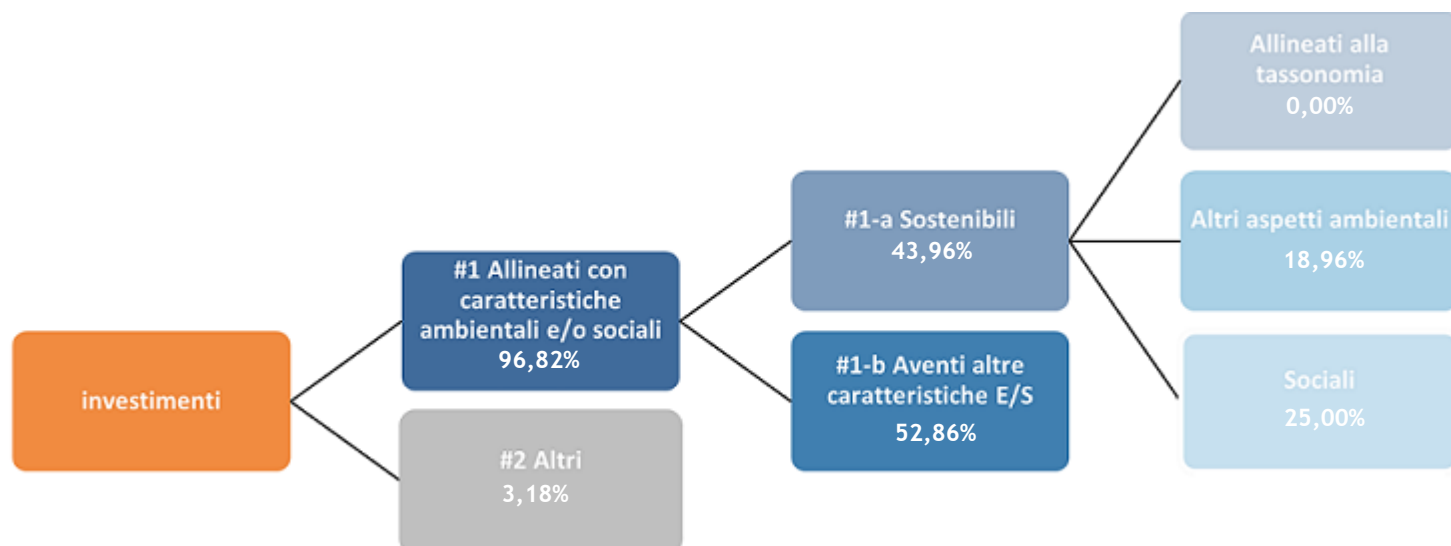 investimenti
#1 Allineati con
caratteristiche
ambientali e/o sociali
96,82%
#2 Altri
3,18%
#1-a Sostenibili
43,96%
#1-b Aventi altre
caratteristiche E/S
52,86%
Allineati alla
tassonomia
0,00%
Altri aspetti ambientali
18,96%
Sociali
25,00%